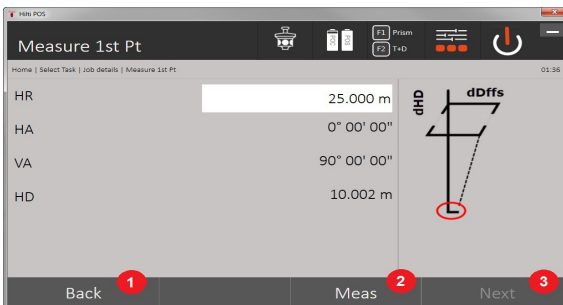 Hilti POS
Measure 1st Pt
POC
POS
F1 Prism
F2 T+D
Home | Select Task | Job details | Measure 1st Pt
01:36
HR 25.000 m
HA 0° 00' 00"
VA 90° 00' 00"
HD 10.002 m
dHD
dDffs
Back 1
Meas 2
Next 3